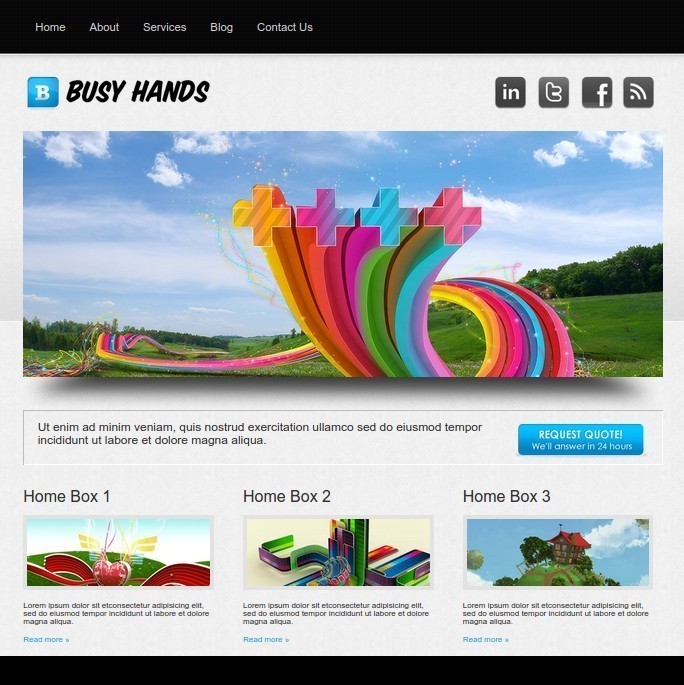 Home About Services Blog Contact Us
B BUSY HANDS
in t f
Ut enim ad minim veniam, quis nostrud exercitation ullamco sed do eiusmod tempor
incididunt ut labore et dolore magna aliqua.
REQUEST QUOTE!
We'll answer in 24 hours
Home Box 1
Lorem ipsum dolor sit etconsectetur adipisicing elit,
sed do eiusmod tempor incididunt ut labore et dolore
magna aliqua.
Read more »
Home Box 2
Lorem ipsum dolor sit etconsectetur adipisicing elit,
sed do eiusmod tempor incididunt ut labore et dolore
magna aliqua.
Read more »
Home Box 3
Lorem ipsum dolor sit etconsectetur adipisicing elit,
sed do eiusmod tempor incididunt ut labore et dolore
magna aliqua.
Read more »